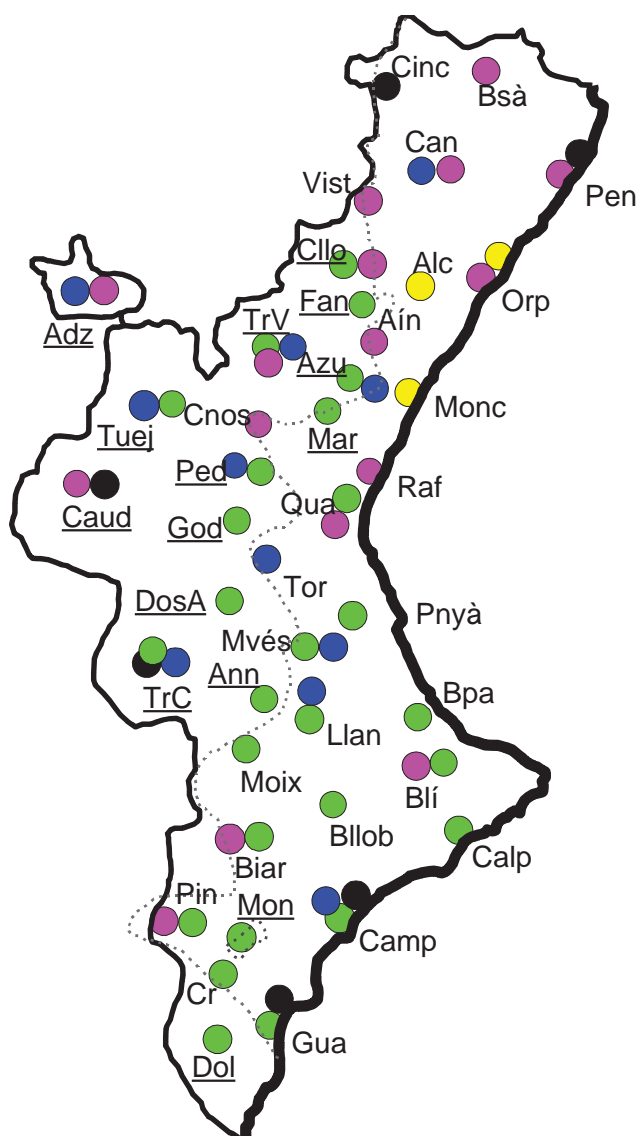 Cinc
Bsà
Can
Pen
Vist
Cllo
Alc
Orp
Fan
Aín
Adz
TrV
Azu
Monc
Cnos
Tuej
Mar
Ped
Raf
Qua
Caud
God
Tor
DosA
Pnyà
Mvés
Ann
TrC
Bpa
Llan
Moix
Blí
Bllob
Calp
Biar
Pin
Mon
Camp
Cr
Gua
Dol